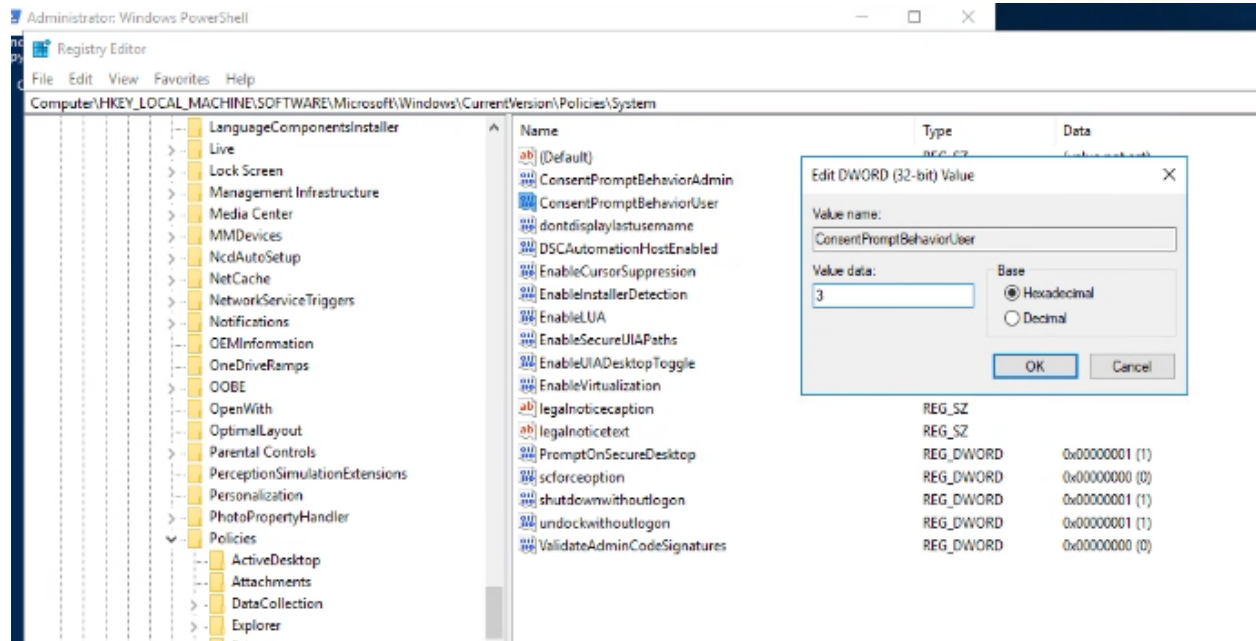 Administrator: Windows PowerShell
Registry Editor
File Edit View Favorites Help
Computer\HKEY_LOCAL_MACHINE\SOFTWARE\Microsoft\Windows\CurrentVersion\Policies\System
LanguageComponentsInstaller
Live
Lock Screen
Management Infrastructure
Media Center
MMDevices
NcdAutoSetup
NetCache
NetworkServiceTriggers
Notifications
OEMInformation
OneDriveRamps
OOBE
OpenWith
OptimalLayout
Parental Controls
PerceptionSimulationExtensions
Personalization
PhotoPropertyHandler
Policies
ActiveDesktop
Attachments
DataCollection
Explorer
Name Type Data
(Default)
ConsentPromptBehaviorAdmin
ConsentPromptBehaviorUser
dontdisplaylastusername
DSCAutomationHostEnabled
EnableCursorSuppression
EnableInstallerDetection
EnableLUA
EnableSecureUIAPaths
EnableUIADesktopToggle
EnableVirtualization
legalnoticecaption REG_SZ
legalnoticetext REG_SZ
PromptOnSecureDesktop REG_DWORD 0x00000001 (1)
scforceoption REG_DWORD 0x00000000 (0)
shutdownwithoutlogon REG_DWORD 0x00000001 (1)
undockwithoutlogon REG_DWORD 0x00000001 (1)
ValidateAdminCodeSignatures REG_DWORD 0x00000000 (0)
Edit DWORD (32-bit) Value
Value name:
ConsentPromptBehaviorUser
Value data: Base
3 Hexadecimal
Decimal
OK Cancel